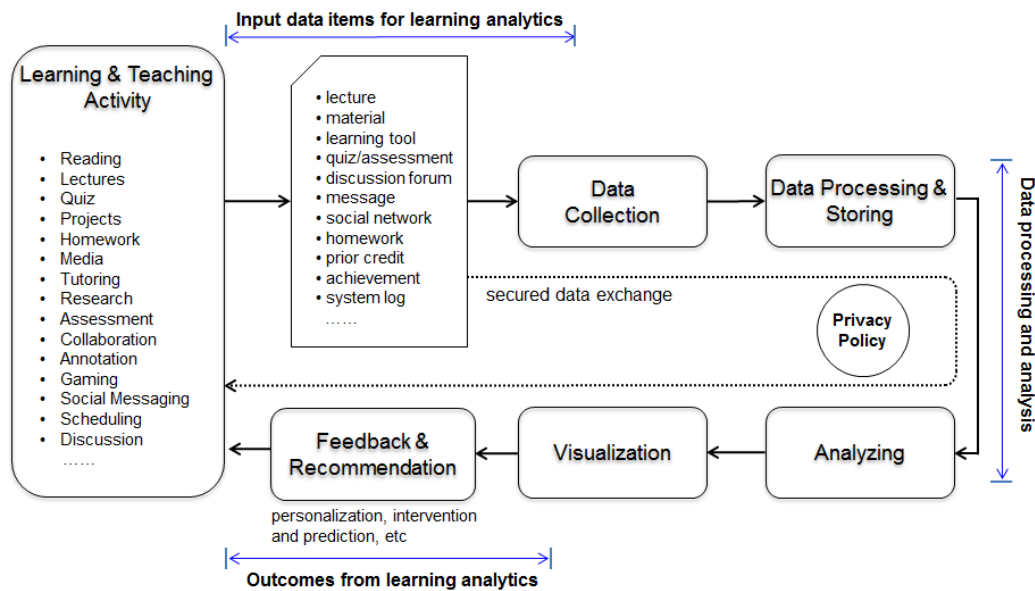 Input data items for learning analytics
Learning & Teaching
Activity
• Reading
• Lectures
• Quiz
• Projects
• Homework
• Media
• Tutoring
• Research
• Assessment
• Collaboration
• Annotation
• Gaming
• Social Messaging
• Scheduling
• Discussion
……
• lecture
• material
• learning tool
• quiz/assessment
• discussion forum
• message
• social network
• homework
• prior credit
• achievement
• system log
……
Data
Collection
Data Processing &
Storing
Data processing and analysis
secured data exchange
Privacy
Policy
Analyzing
Visualization
Feedback &
Recommendation
personalization, intervention
and prediction, etc
Outcomes from learning analytics